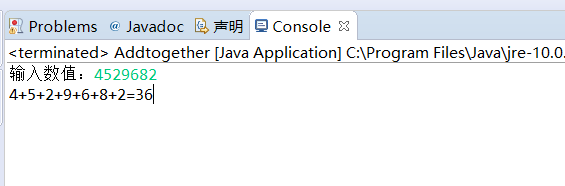 Problems @ Javadoc 声明 Console
<terminated> Addtogether [Java Application] C:\Program Files\Java\jre-10.0.
输入数值：4529682
4+5+2+9+6+8+2=36